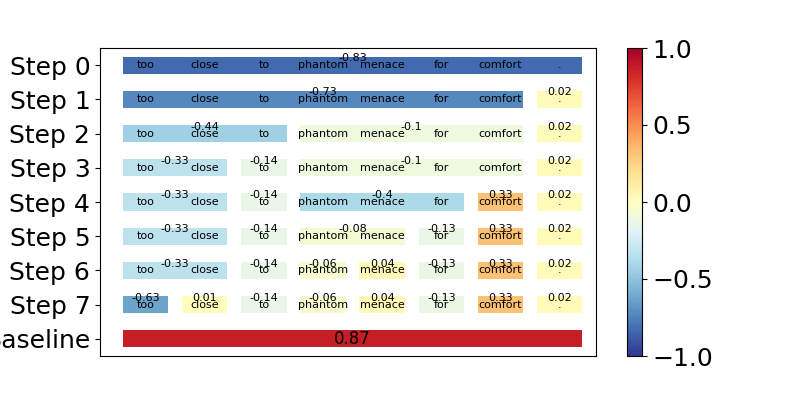 Step 0 too close to phantom menace for comfort . -0.83
Step 1 too close to phantom menace for comfort . -0.73 0.02
Step 2 too close to phantom menace for comfort . -0.44 -0.1 0.02
Step 3 too close to phantom menace for comfort . -0.33 -0.14 -0.1 0.02
Step 4 too close to phantom menace for comfort . -0.33 -0.14 -0.4 0.33 0.02
Step 5 too close to phantom menace for comfort . -0.33 -0.14 -0.08 -0.13 0.33 0.02
Step 6 too close to phantom menace for comfort . -0.33 -0.14 -0.06 0.04 -0.13 0.33 0.02
Step 7 too close to phantom menace for comfort . -0.63 0.01 -0.14 -0.06 0.04 -0.13 0.33 0.02
aseline 0.87
1.0
0.5
0.0
−0.5
−1.0